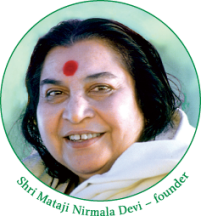 Shri Mataji Nirmala Devi – founder